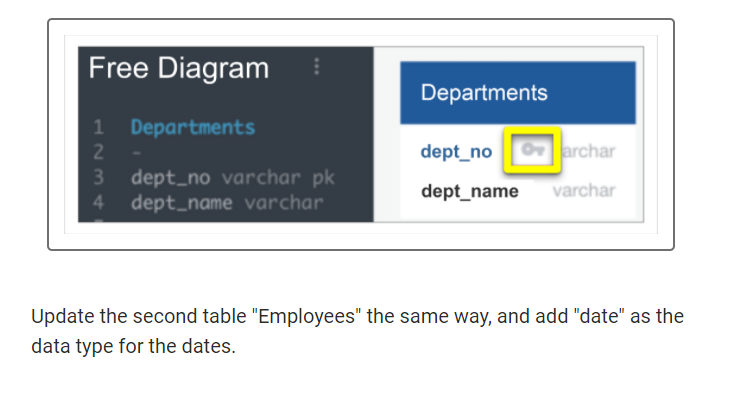 Free Diagram
1 Departments
2 -
3 dept_no varchar pk
4 dept_name varchar
Departments
dept_no archar
dept_name varchar
Update the second table "Employees" the same way, and add "date" as the
data type for the dates.